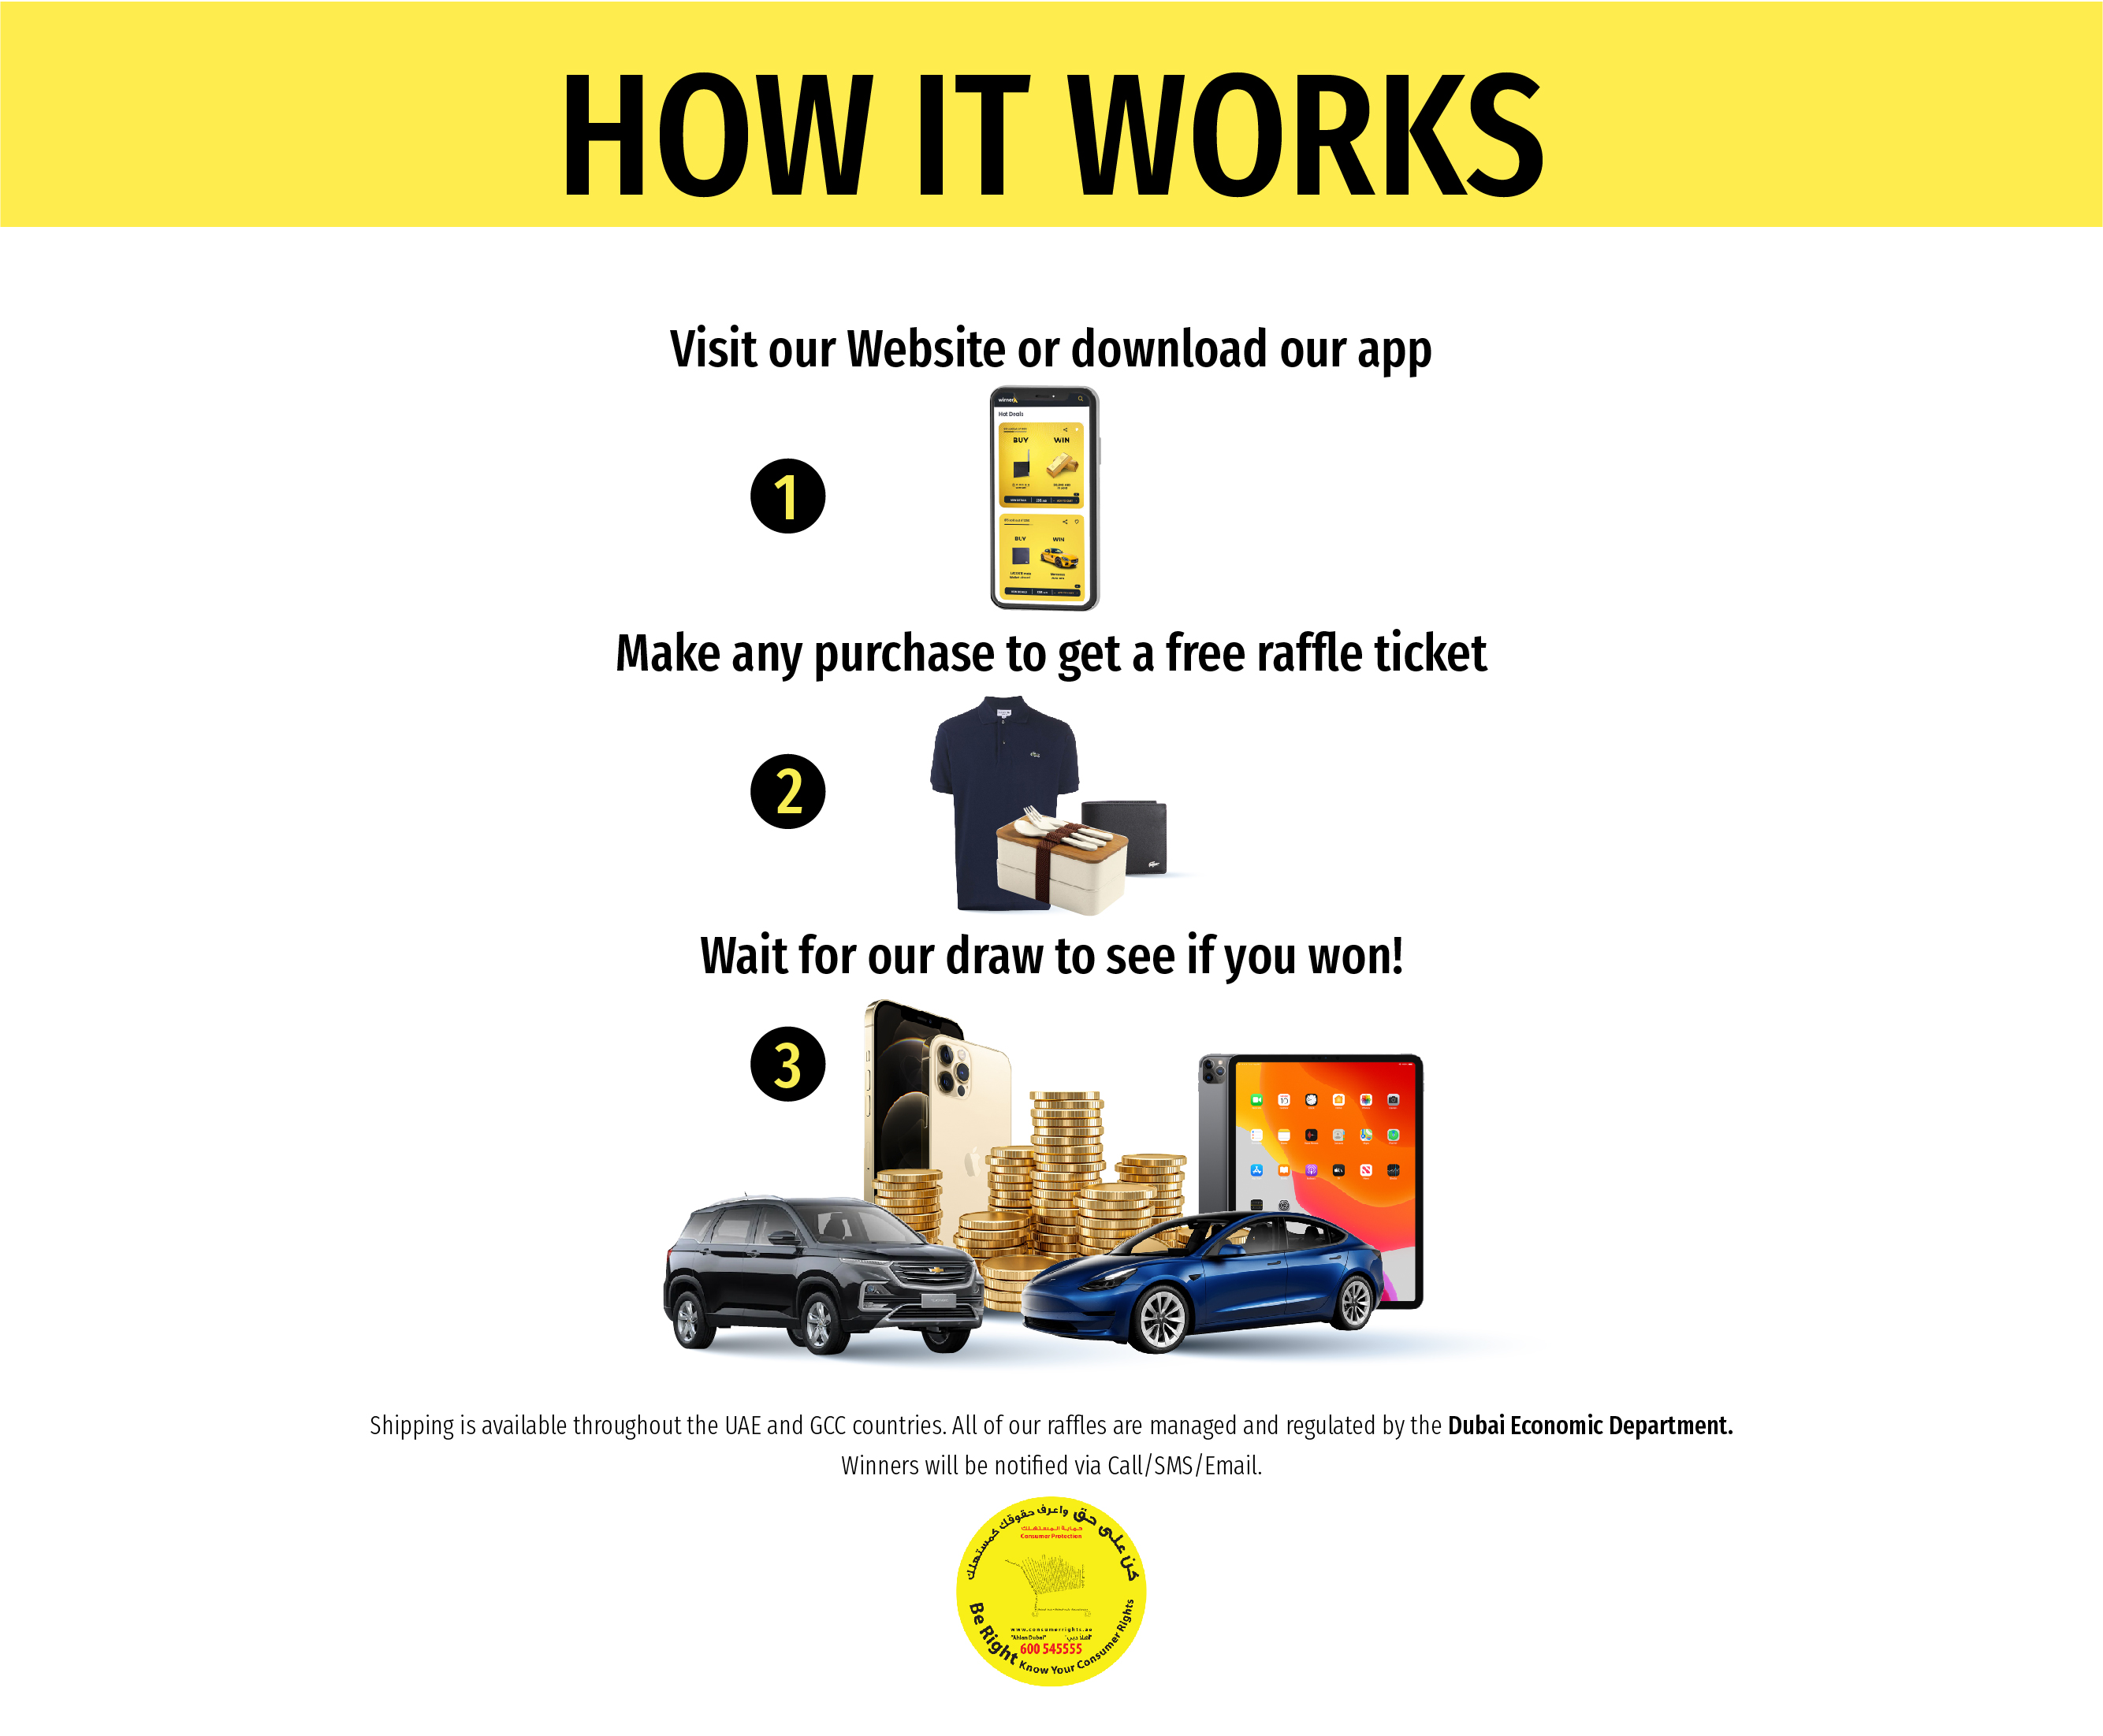 HOW IT WORKS
Visit our Website or download our app
1
winner
Hot Deals
BUY WIN
BUY WIN
Make any purchase to get a free raffle ticket
2
Wait for our draw to see if you won!
3
Shipping is available throughout the UAE and GCC countries. All of our raffles are managed and regulated by the Dubai Economic Department.
Winners will be notified via Call/SMS/Email.
كن على حق واعرف حقوقك كمستهلك
حماية المستهلك
Consumer Protection
www.consumerrights.ae
"Ahlan Dubai" "أهلا دبي"
600 545555
Be Right Know Your Consumer Rights